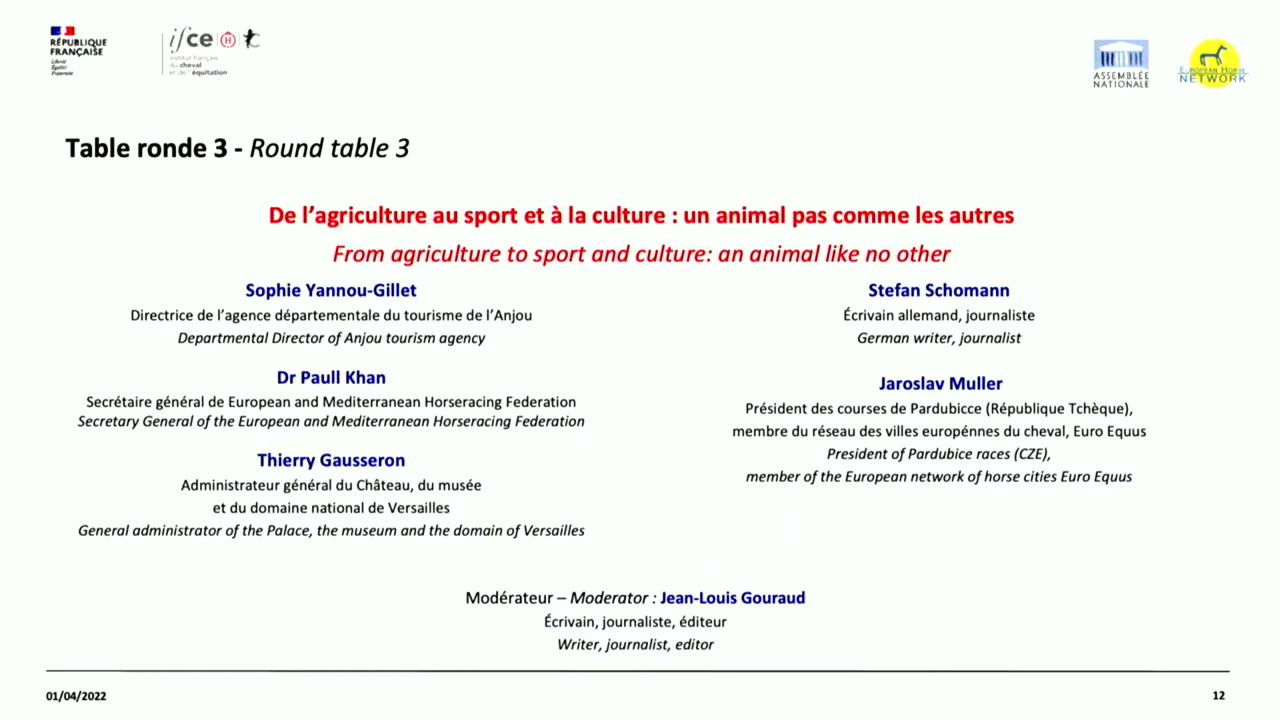 RÉPUBLIQUE
FRANÇAISE
Liberté
Égalité
Fraternité
ifce
institut français
du cheval
et de l'équitation
ASSEMBLÉE
NATIONALE
EUROPEAN HORSE
NETWORK
Table ronde 3 - Round table 3
De l'agriculture au sport et à la culture : un animal pas comme les autres
From agriculture to sport and culture: an animal like no other
Sophie Yannou-Gillet
Directrice de l'agence départementale du tourisme de l'Anjou
Departmental Director of Anjou tourism agency
Dr Paull Khan
Secrétaire général de European and Mediterranean Horseracing Federation
Secretary General of the European and Mediterranean Horseracing Federation
Thierry Gausseron
Administrateur général du Château, du musée
et du domaine national de Versailles
General administrator of the Palace, the museum and the domain of Versailles
Stefan Schomann
Écrivain allemand, journaliste
German writer, journalist
Jaroslav Muller
Président des courses de Pardubicce (République Tchèque),
membre du réseau des villes europénnes du cheval, Euro Equus
President of Pardubice races (CZE),
member of the European network of horse cities Euro Equus
Modérateur – Moderator : Jean-Louis Gouraud
Écrivain, journaliste, éditeur
Writer, journalist, editor
01/04/2022
12